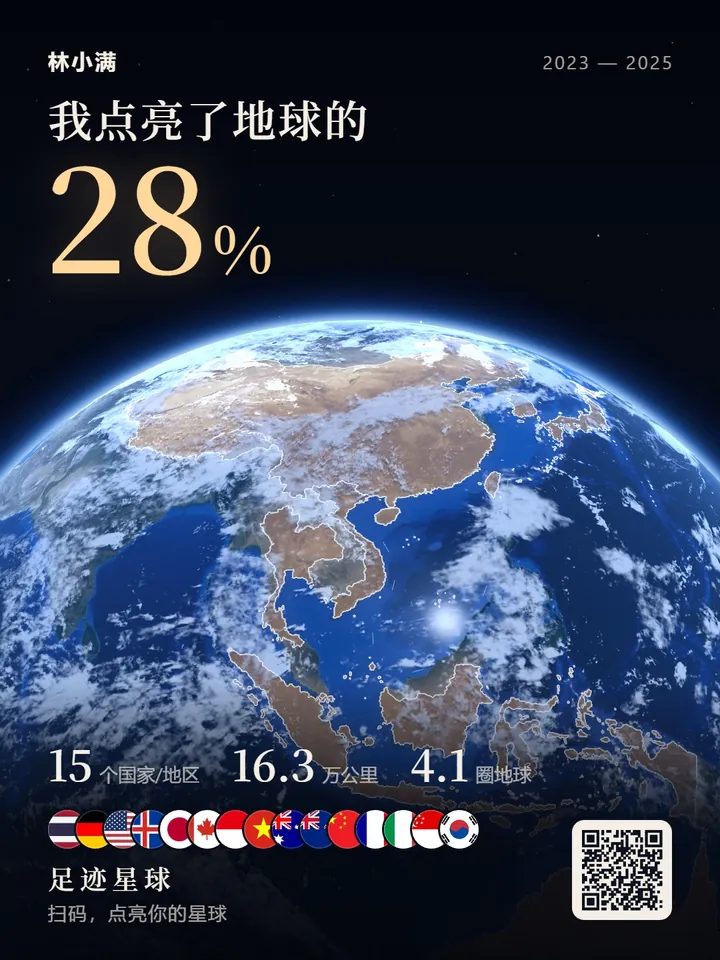 林小满
2023 — 2025
我点亮了地球的
28%
15 个国家/地区 16.3 万公里 4.1 圈地球
足迹星球
扫码，点亮你的星球